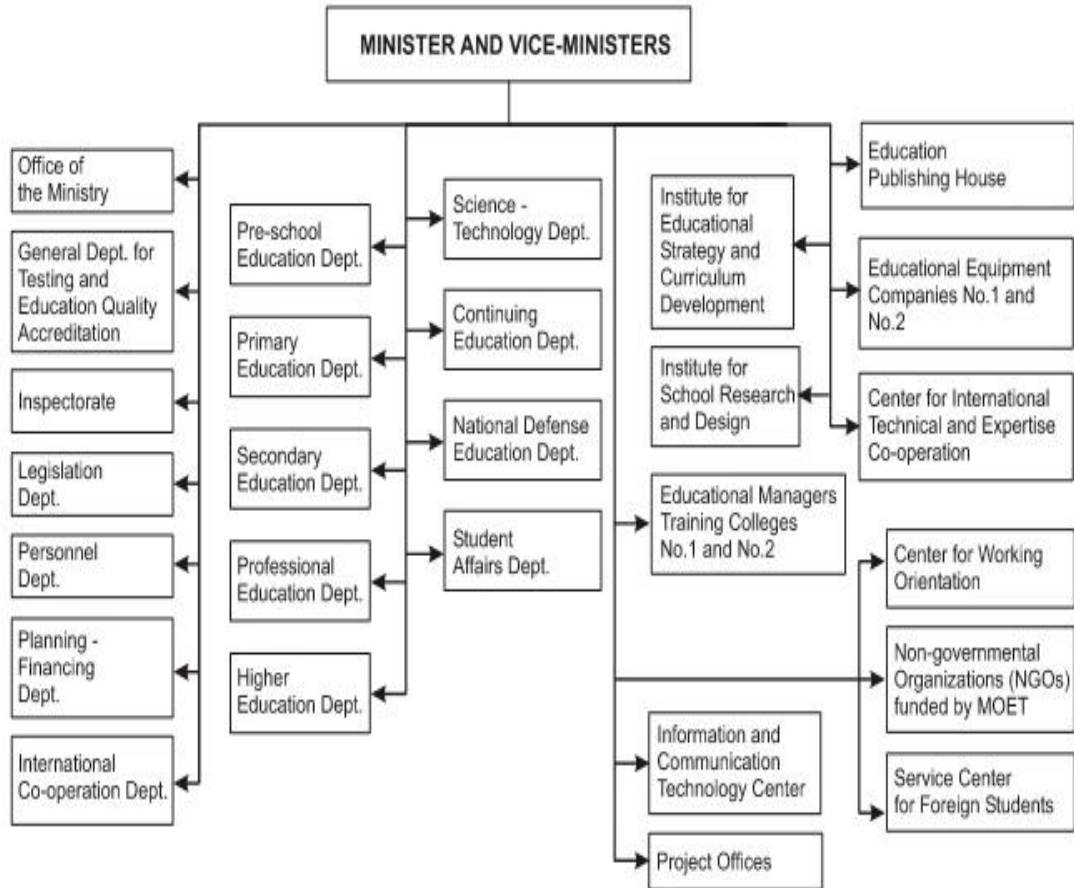 MINISTER AND VICE-MINISTERS
Office of
the Ministry
General Dept. for
Testing and
Education Quality
Accreditation
Inspectorate
Legislation
Dept.
Personnel
Dept.
Planning -
Financing
Dept.
International
Co-operation Dept.
Pre-school
Education Dept.
Primary
Education Dept.
Secondary
Education Dept.
Professional
Education Dept.
Higher
Education Dept.
Science -
Technology Dept.
Continuing
Education Dept.
National Defense
Education Dept.
Student
Affairs Dept.
Institute for
Educational
Strategy and
Curriculum
Development
Institute for
School Research
and Design
Educational Managers
Training Colleges
No.1 and No.2
Information and
Communication
Technology Center
Project Offices
Education
Publishing House
Educational Equipment
Companies No.1 and
No.2
Center for International
Technical and Expertise
Co-operation
Center for Working
Orientation
Non-governmental
Organizations (NGOs)
funded by MOET
Service Center
for Foreign Students